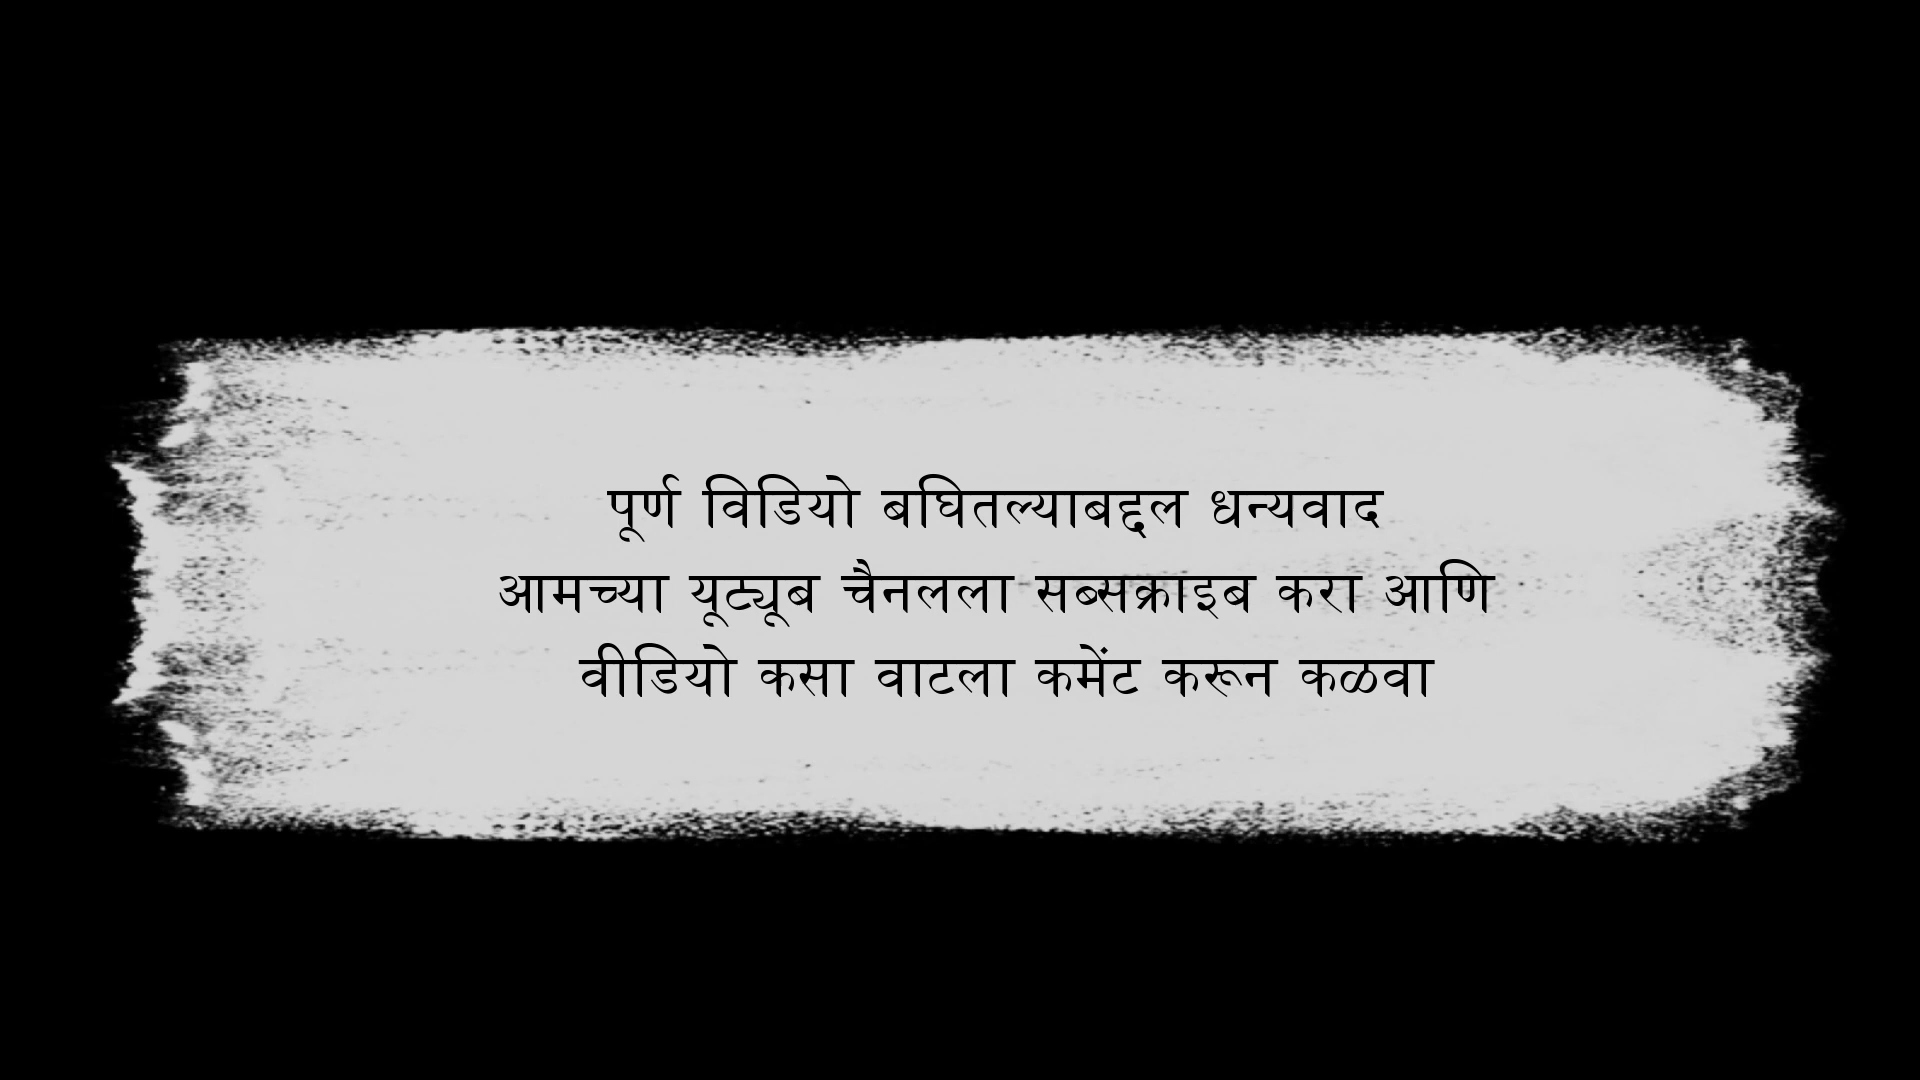 पूर्ण विडियो बघितल्याबद्दल धन्यवाद
आमच्या यूट्यूब चैनलला सब्सक्राइब करा आणि
वीडियो कसा वाटला कमेंट करून कळवा